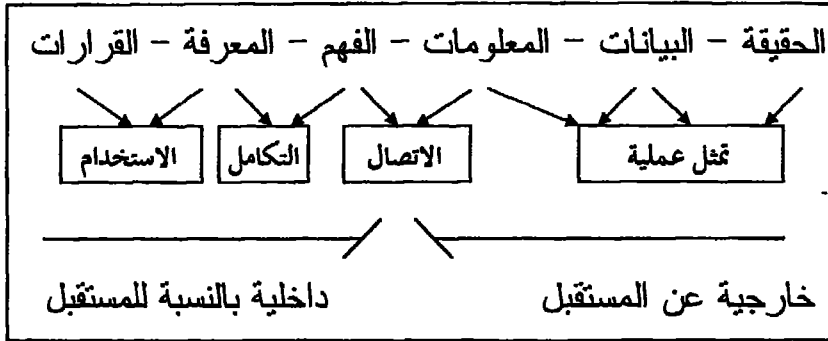 الحقيقة – البيانات – المعلومات – الفهم – المعرفة – القرارات
تمثل عملية الاتصال التكامل الاستخدام
خارجية عن المستقبل داخلية بالنسبة للمستقبل